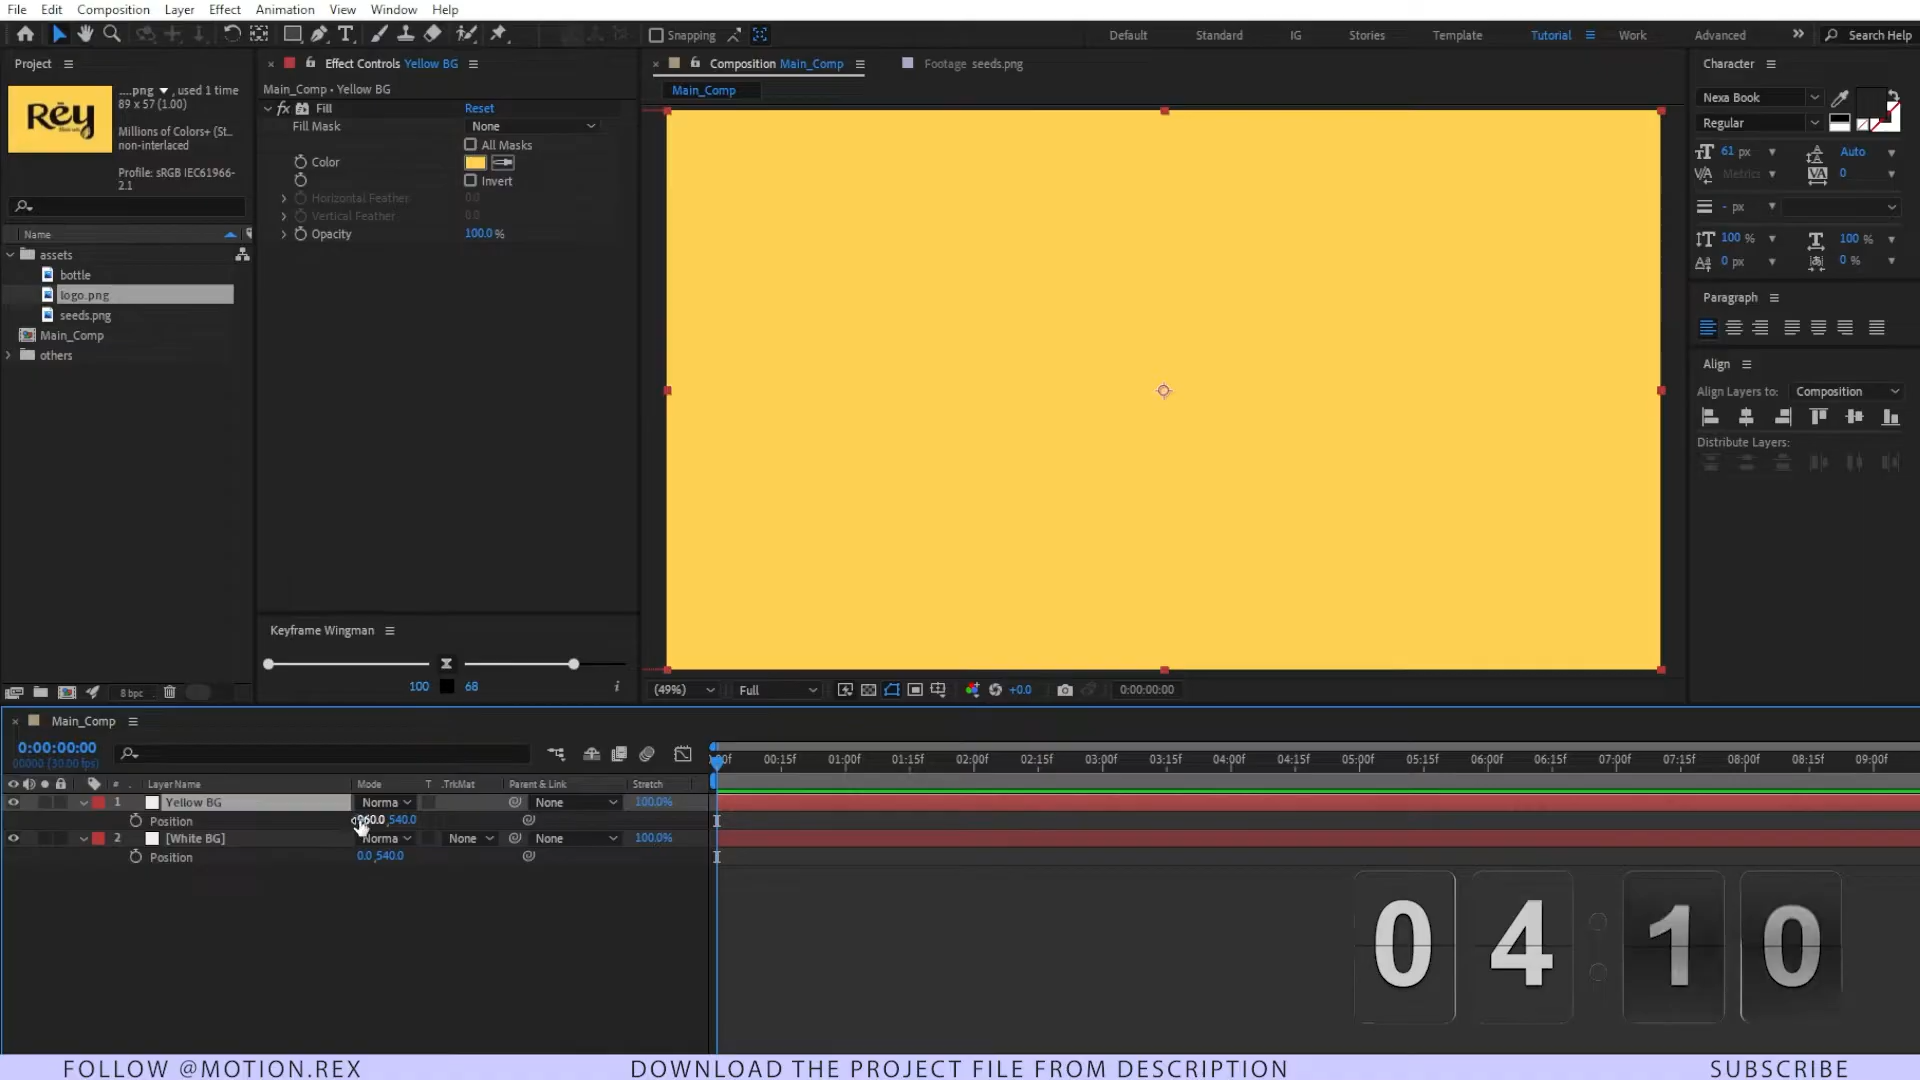 File Edit Composition Layer Effect Animation View Window Help
Snapping
Default Standard IG Stories Template Tutorial Work Advanced
Search Help
Project
Rēy
....png , used 1 time
89 x 57 (1.00)
Millions of Colors+ (St...
non-interlaced
Profile: sRGB IEC61966-
2.1
Name
assets
bottle
logo.png
seeds.png
Main_Comp
others
8 bpc
Effect Controls Yellow BG
Main_Comp • Yellow BG
fx Fill Reset
Fill Mask None
All Masks
Color
Invert
Horizontal Feather 0.0
Vertical Feather 0.0
Opacity 100.0 %
Keyframe Wingman
100 68
i
Composition Main_Comp
Footage seeds.png
Main_Comp
(49%) Full +0.0 0:00:00:00
Character
Nexa Book
Regular
61 px Auto
Metrics 0
- px
100 % 100 %
0 px 0 %
Paragraph
Align
Align Layers to: Composition
Distribute Layers:
Main_Comp
0:00:00:00
00000 (30.00 fps)
# Layer Name Mode T .TrkMat Parent & Link Stretch
1 Yellow BG Norma None 100.0%
Position 960.0,540.0
2 [White BG] Norma None None 100.0%
Position 0.0,540.0
00:15f 01:00f 01:15f 02:00f 02:15f 03:00f 03:15f 04:00f 04:15f 05:00f 05:15f 06:00f 06:15f 07:00f 07:15f 08:00f 08:15f 09:00f
04:10
FOLLOW @MOTION.REX
DOWNLOAD THE PROJECT FILE FROM DESCRIPTION
SUBSCRIBE